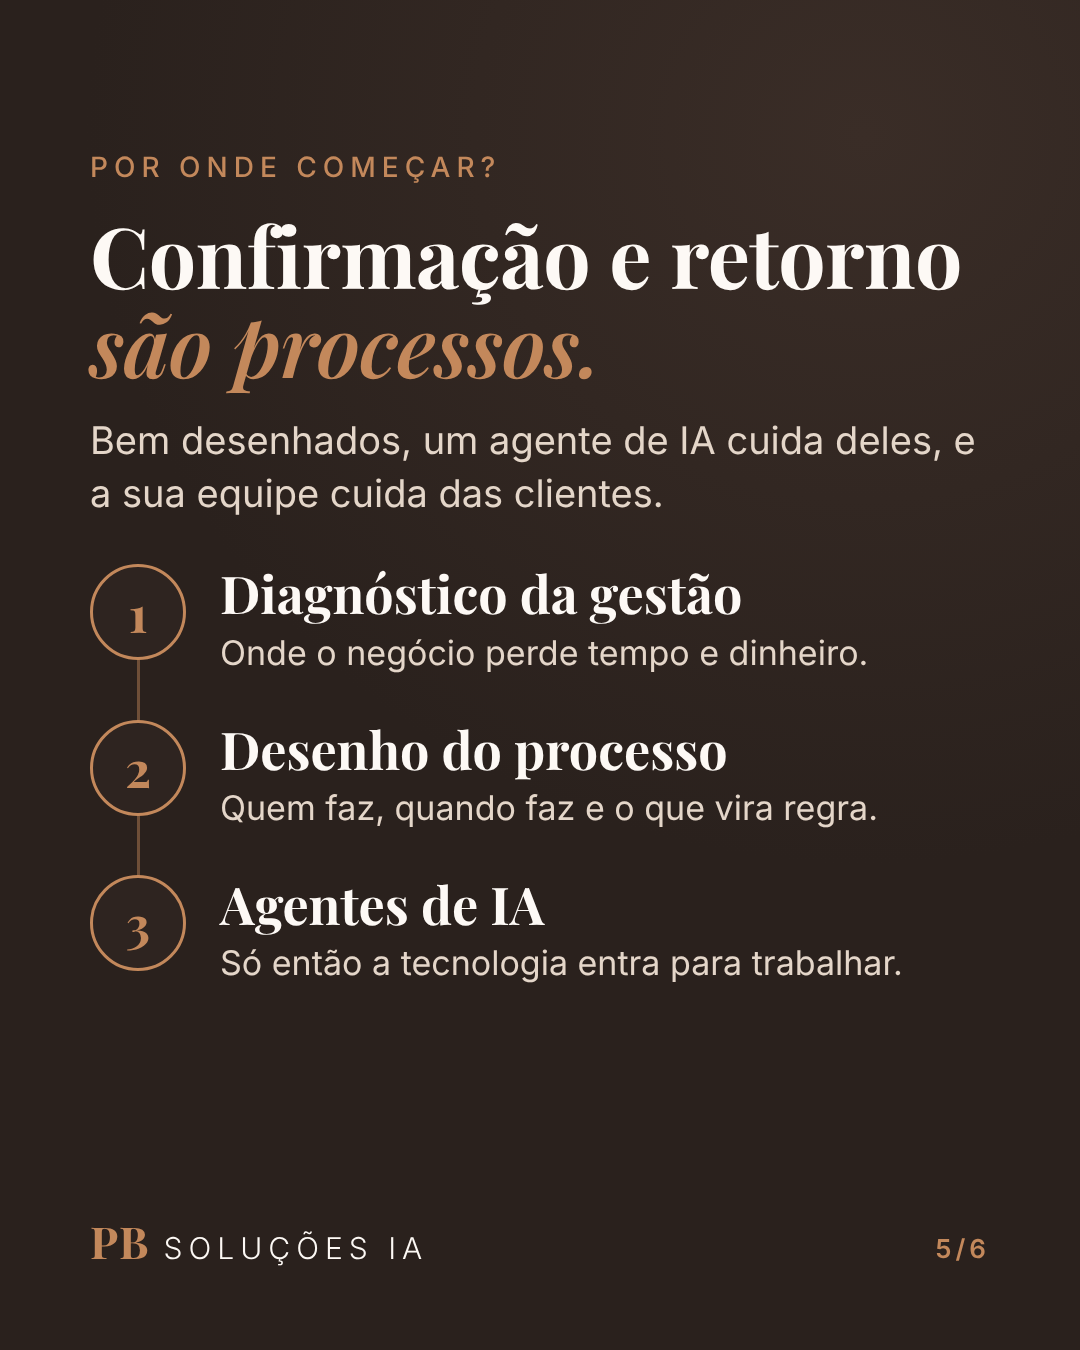 POR ONDE COMEÇAR?
Confirmação e retorno
são processos.
Bem desenhados, um agente de IA cuida deles, e
a sua equipe cuida das clientes.
1
Diagnóstico da gestão
Onde o negócio perde tempo e dinheiro.
2
Desenho do processo
Quem faz, quando faz e o que vira regra.
3
Agentes de IA
Só então a tecnologia entra para trabalhar.
PB SOLUÇÕES IA
5/6